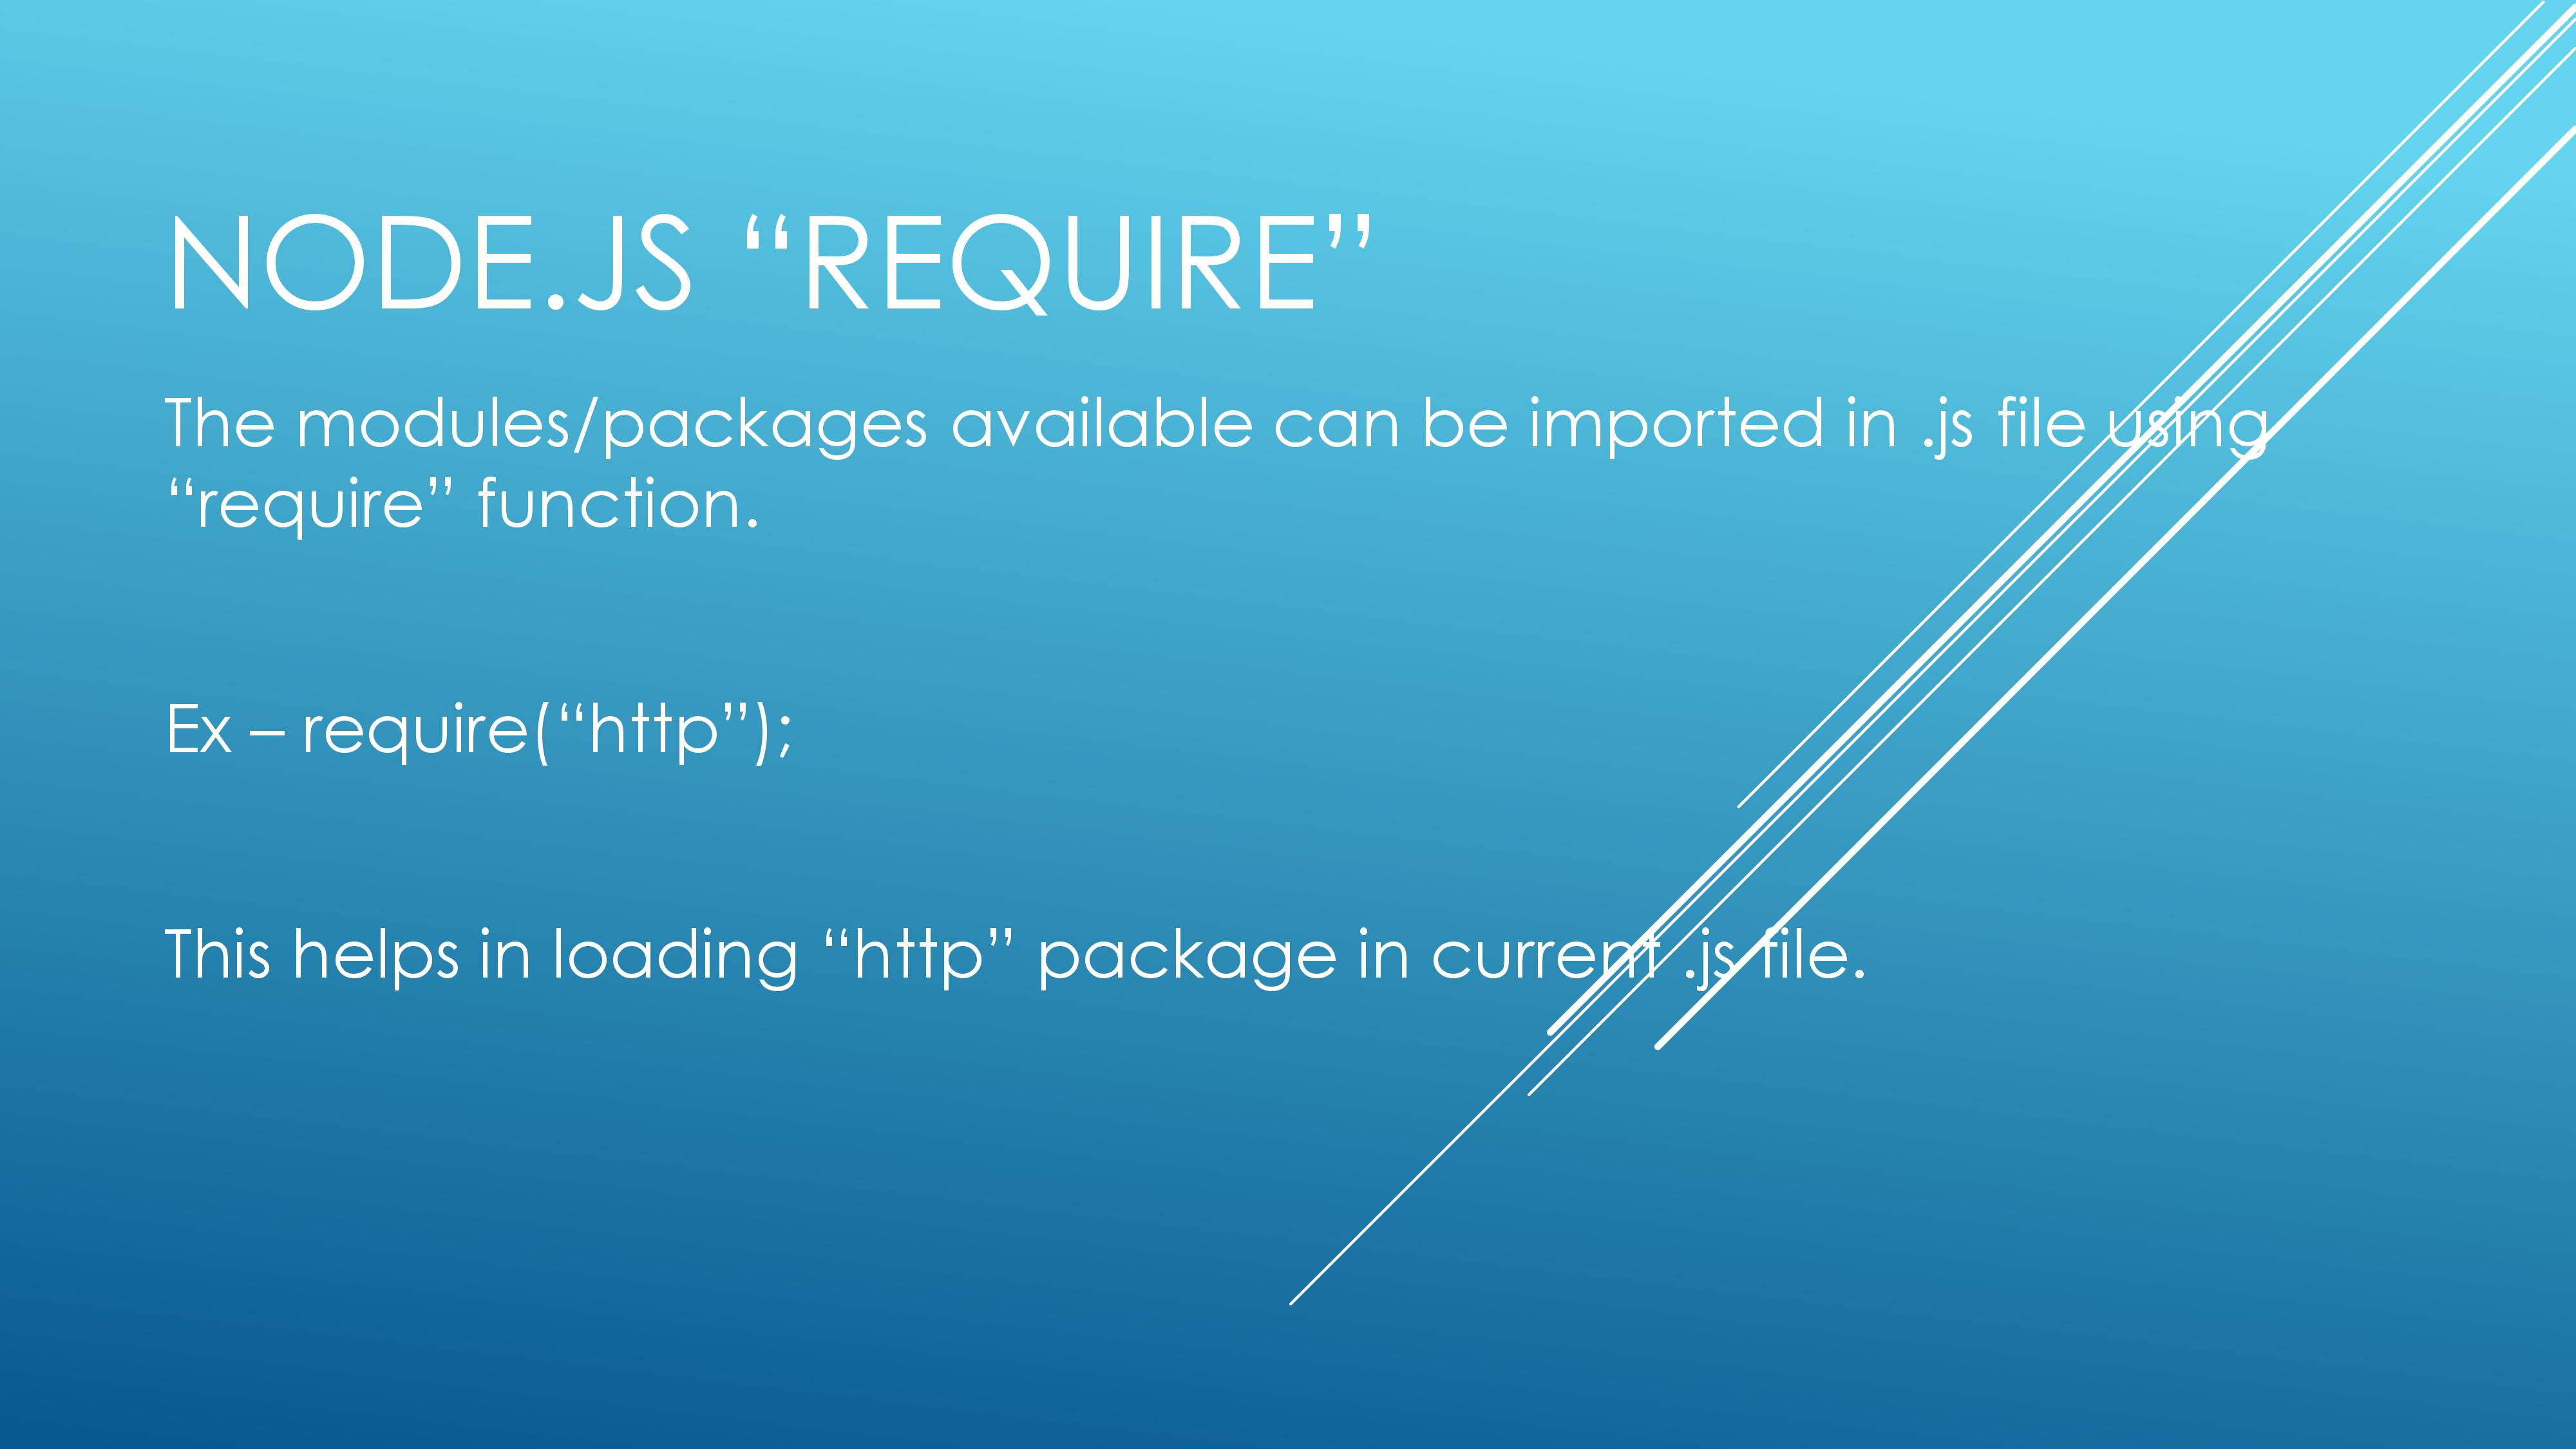 NODE.JS “REQUIRE”
The modules/packages available can be imported in .js file using
“require” function.
Ex – require(“http”);
This helps in loading “http” package in current .js file.